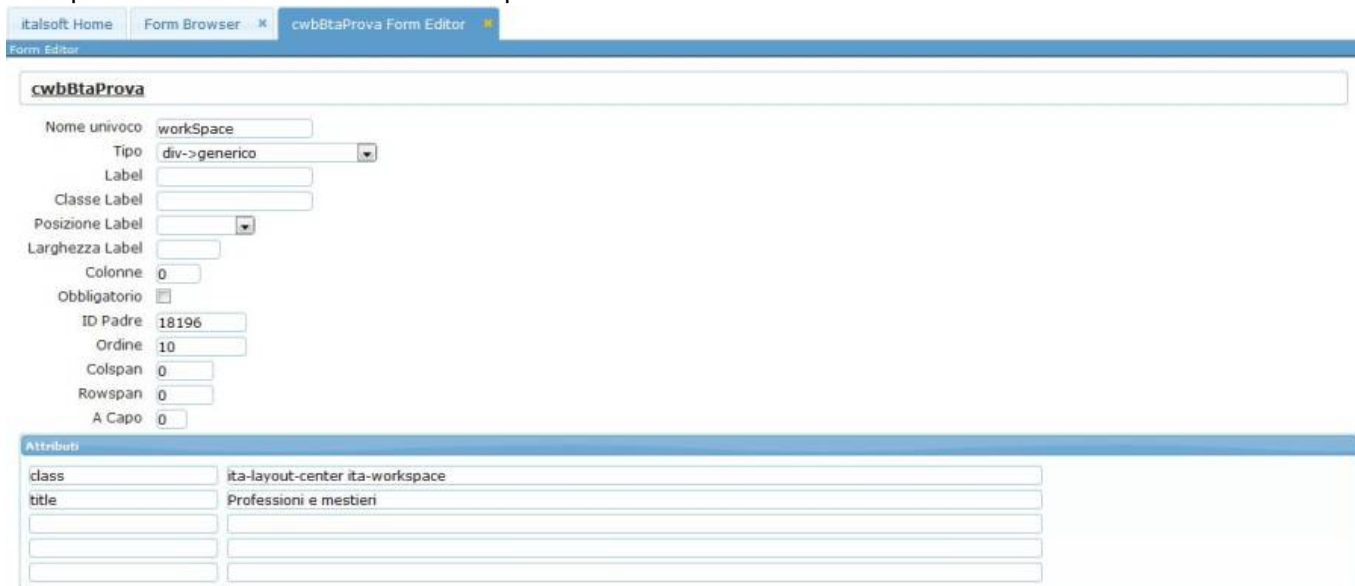 italsoft Home Form Browser cwbBtaProva Form Editor
Form Editor
cwbBtaProva
Nome univoco workSpace
Tipo div->generico
Label
Classe Label
Posizione Label
Larghezza Label
Colonne 0
Obbligatorio
ID Padre 18196
Ordine 10
Colspan 0
Rowspan 0
A Capo 0
Attributi
class ita-layout-center ita-workspace
title Professioni e mestieri